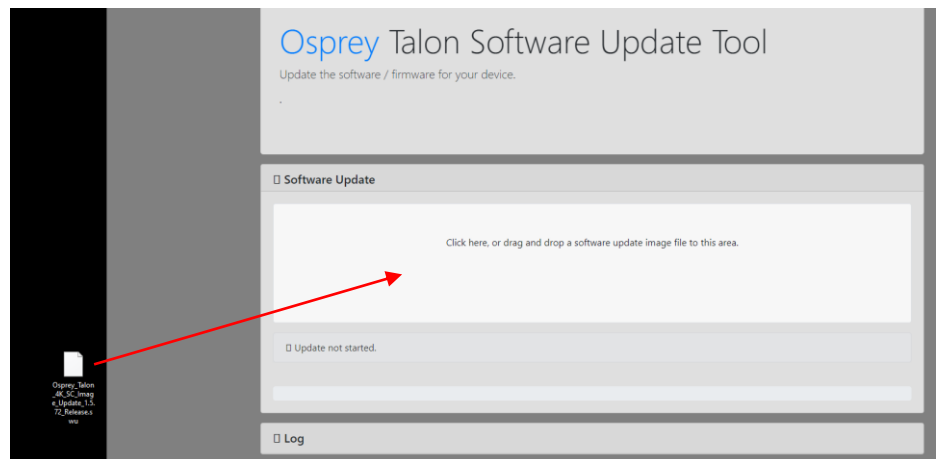 Osprey Talon Software Update Tool
Update the software / firmware for your device.
.
Software Update
Click here, or drag and drop a software update image file to this area.
Update not started.
Osprey_Talon
_4K_SC_Imag
e_Update_1.5.
72_Release.s
wu
Log